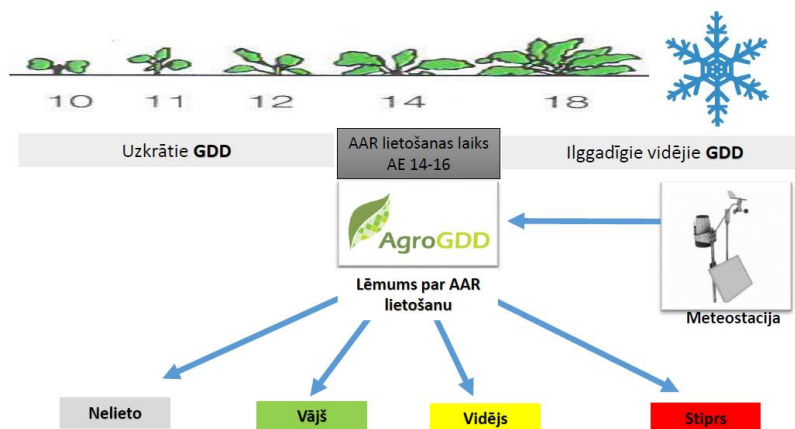 10 11 12 14 18
Uzkrātie GDD
AAR lietošanas laiks
AE 14-16
Ilggadīgie vidējie GDD
AgroGDD
Lēmums par AAR
lietošanu
Meteostacija
Nelieto
Vājš
Vidējs
Stiprs